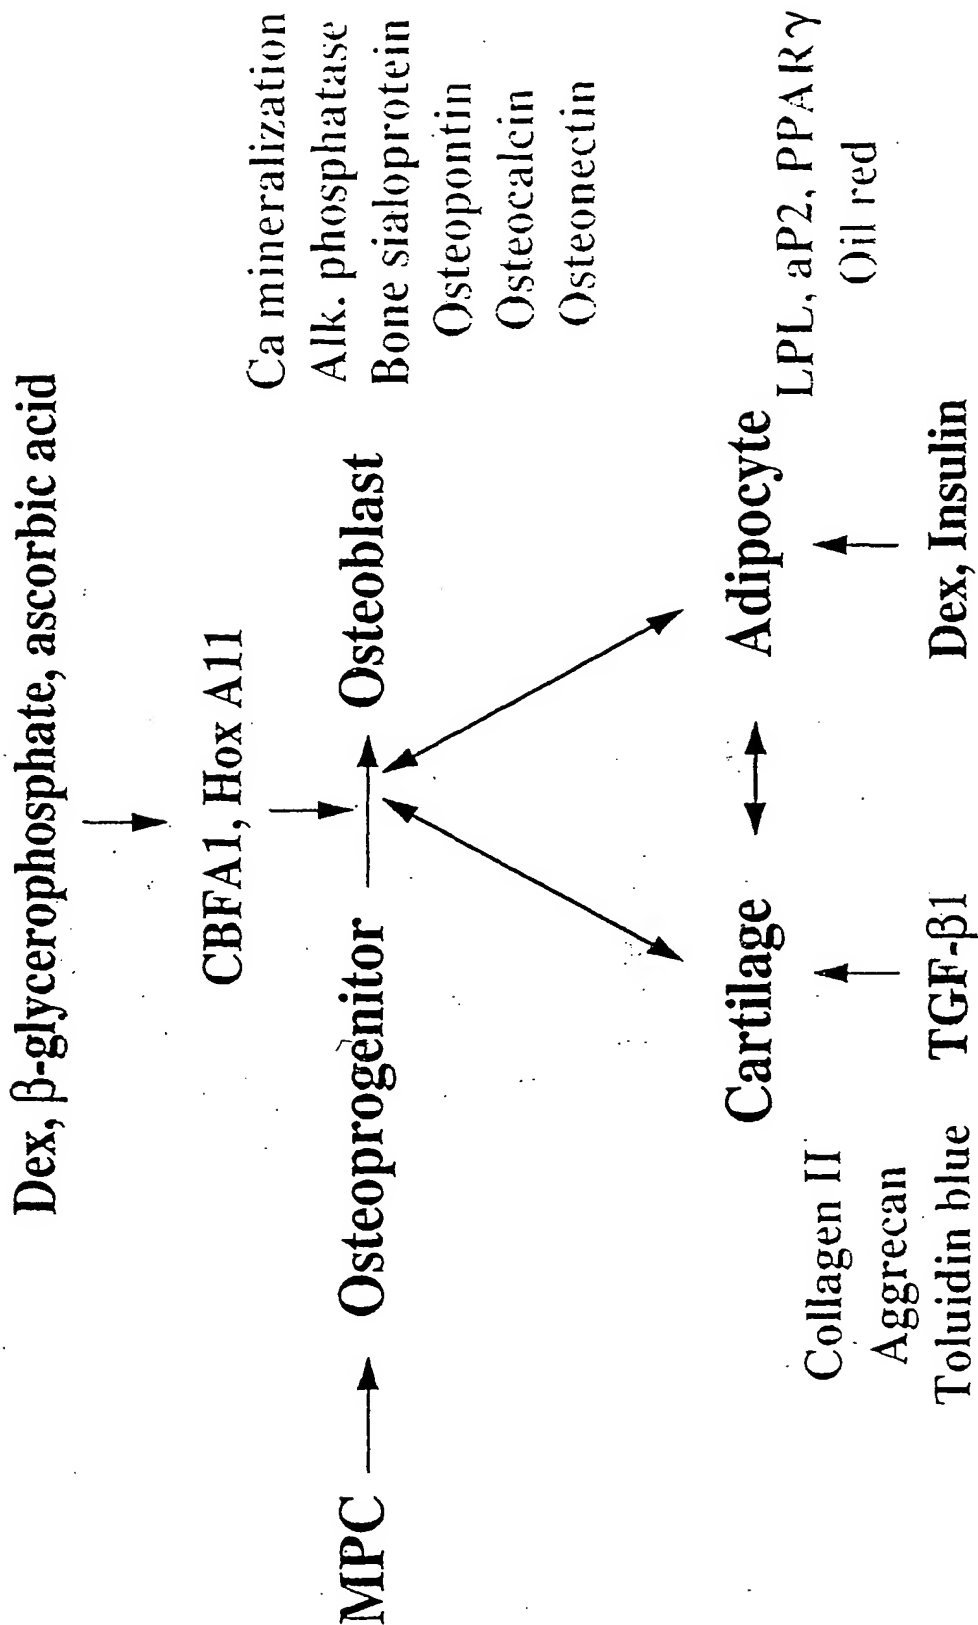 Dex, β-glycerophosphate, ascorbic acid
CBFA1, Hox A11
MPC
Osteoprogenitor
Osteoblast
Ca mineralization
Alk. phosphatase
Bone sialoprotein
Osteopontin
Osteocalcin
Osteonectin
Cartilage
Adipocyte
Collagen II
Aggrecan
Toluidin blue
TGF-β1
LPL, aP2, PPARγ
Oil red
Dex, Insulin